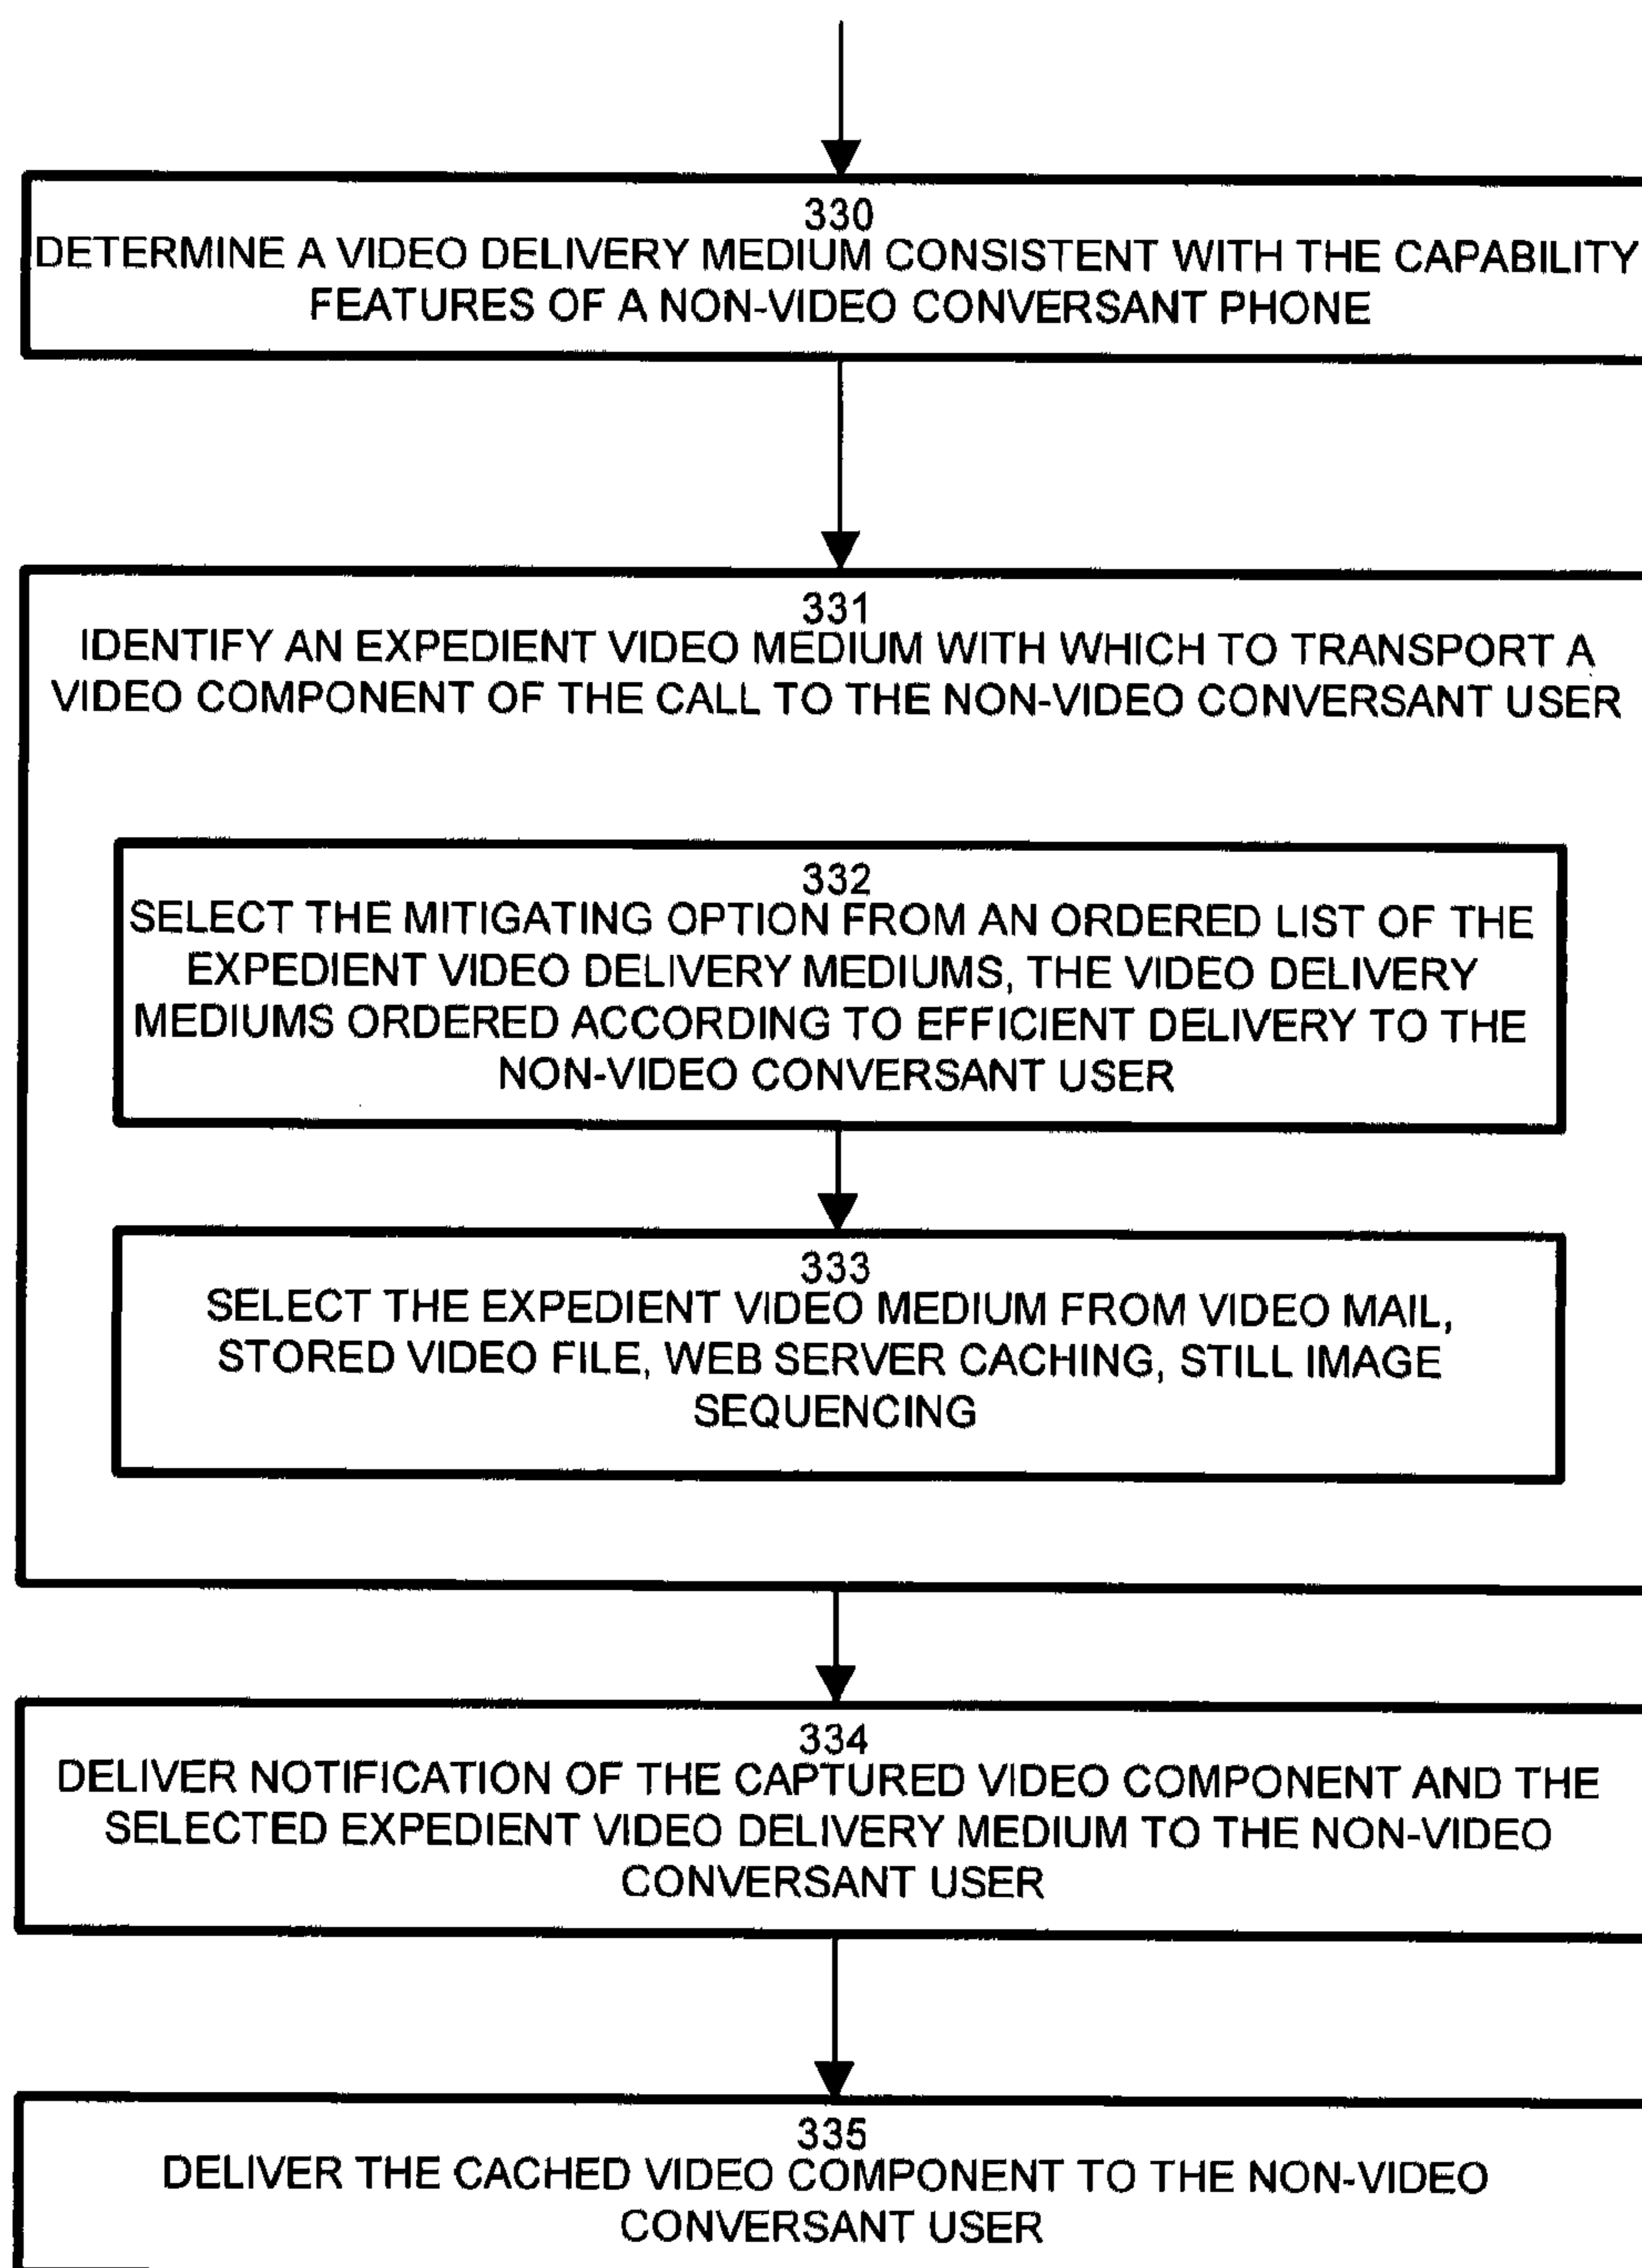 330
DETERMINE A VIDEO DELIVERY MEDIUM CONSISTENT WITH THE CAPABILITY
FEATURES OF A NON-VIDEO CONVERSANT PHONE
331
IDENTIFY AN EXPEDIENT VIDEO MEDIUM WITH WHICH TO TRANSPORT A
VIDEO COMPONENT OF THE CALL TO THE NON-VIDEO CONVERSANT USER
332
SELECT THE MITIGATING OPTION FROM AN ORDERED LIST OF THE
EXPEDIENT VIDEO DELIVERY MEDIUMS, THE VIDEO DELIVERY
MEDIUMS ORDERED ACCORDING TO EFFICIENT DELIVERY TO THE
NON-VIDEO CONVERSANT USER
333
SELECT THE EXPEDIENT VIDEO MEDIUM FROM VIDEO MAIL,
STORED VIDEO FILE, WEB SERVER CACHING, STILL IMAGE
SEQUENCING
334
DELIVER NOTIFICATION OF THE CAPTURED VIDEO COMPONENT AND THE
SELECTED EXPEDIENT VIDEO DELIVERY MEDIUM TO THE NON-VIDEO
CONVERSANT USER
335
DELIVER THE CACHED VIDEO COMPONENT TO THE NON-VIDEO
CONVERSANT USER